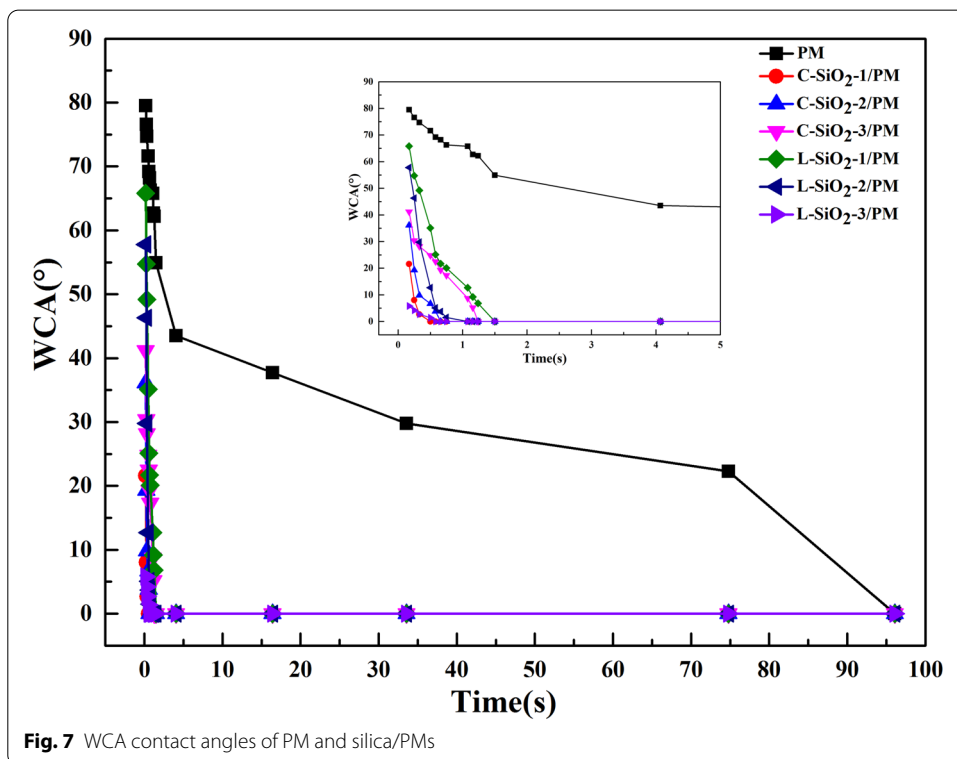 90
80
70
60
50
40
30
20
10
0
WCA(°)
0 10 20 30 40 50 60 70 80 90 100
Time(s)
PM
C-SiO₂-1/PM
C-SiO₂-2/PM
C-SiO₂-3/PM
L-SiO₂-1/PM
L-SiO₂-2/PM
L-SiO₂-3/PM
90
80
70
60
50
40
30
20
10
0
WCA(°)
0 1 2 3 4 5
Time(s)
Fig. 7 WCA contact angles of PM and silica/PMs